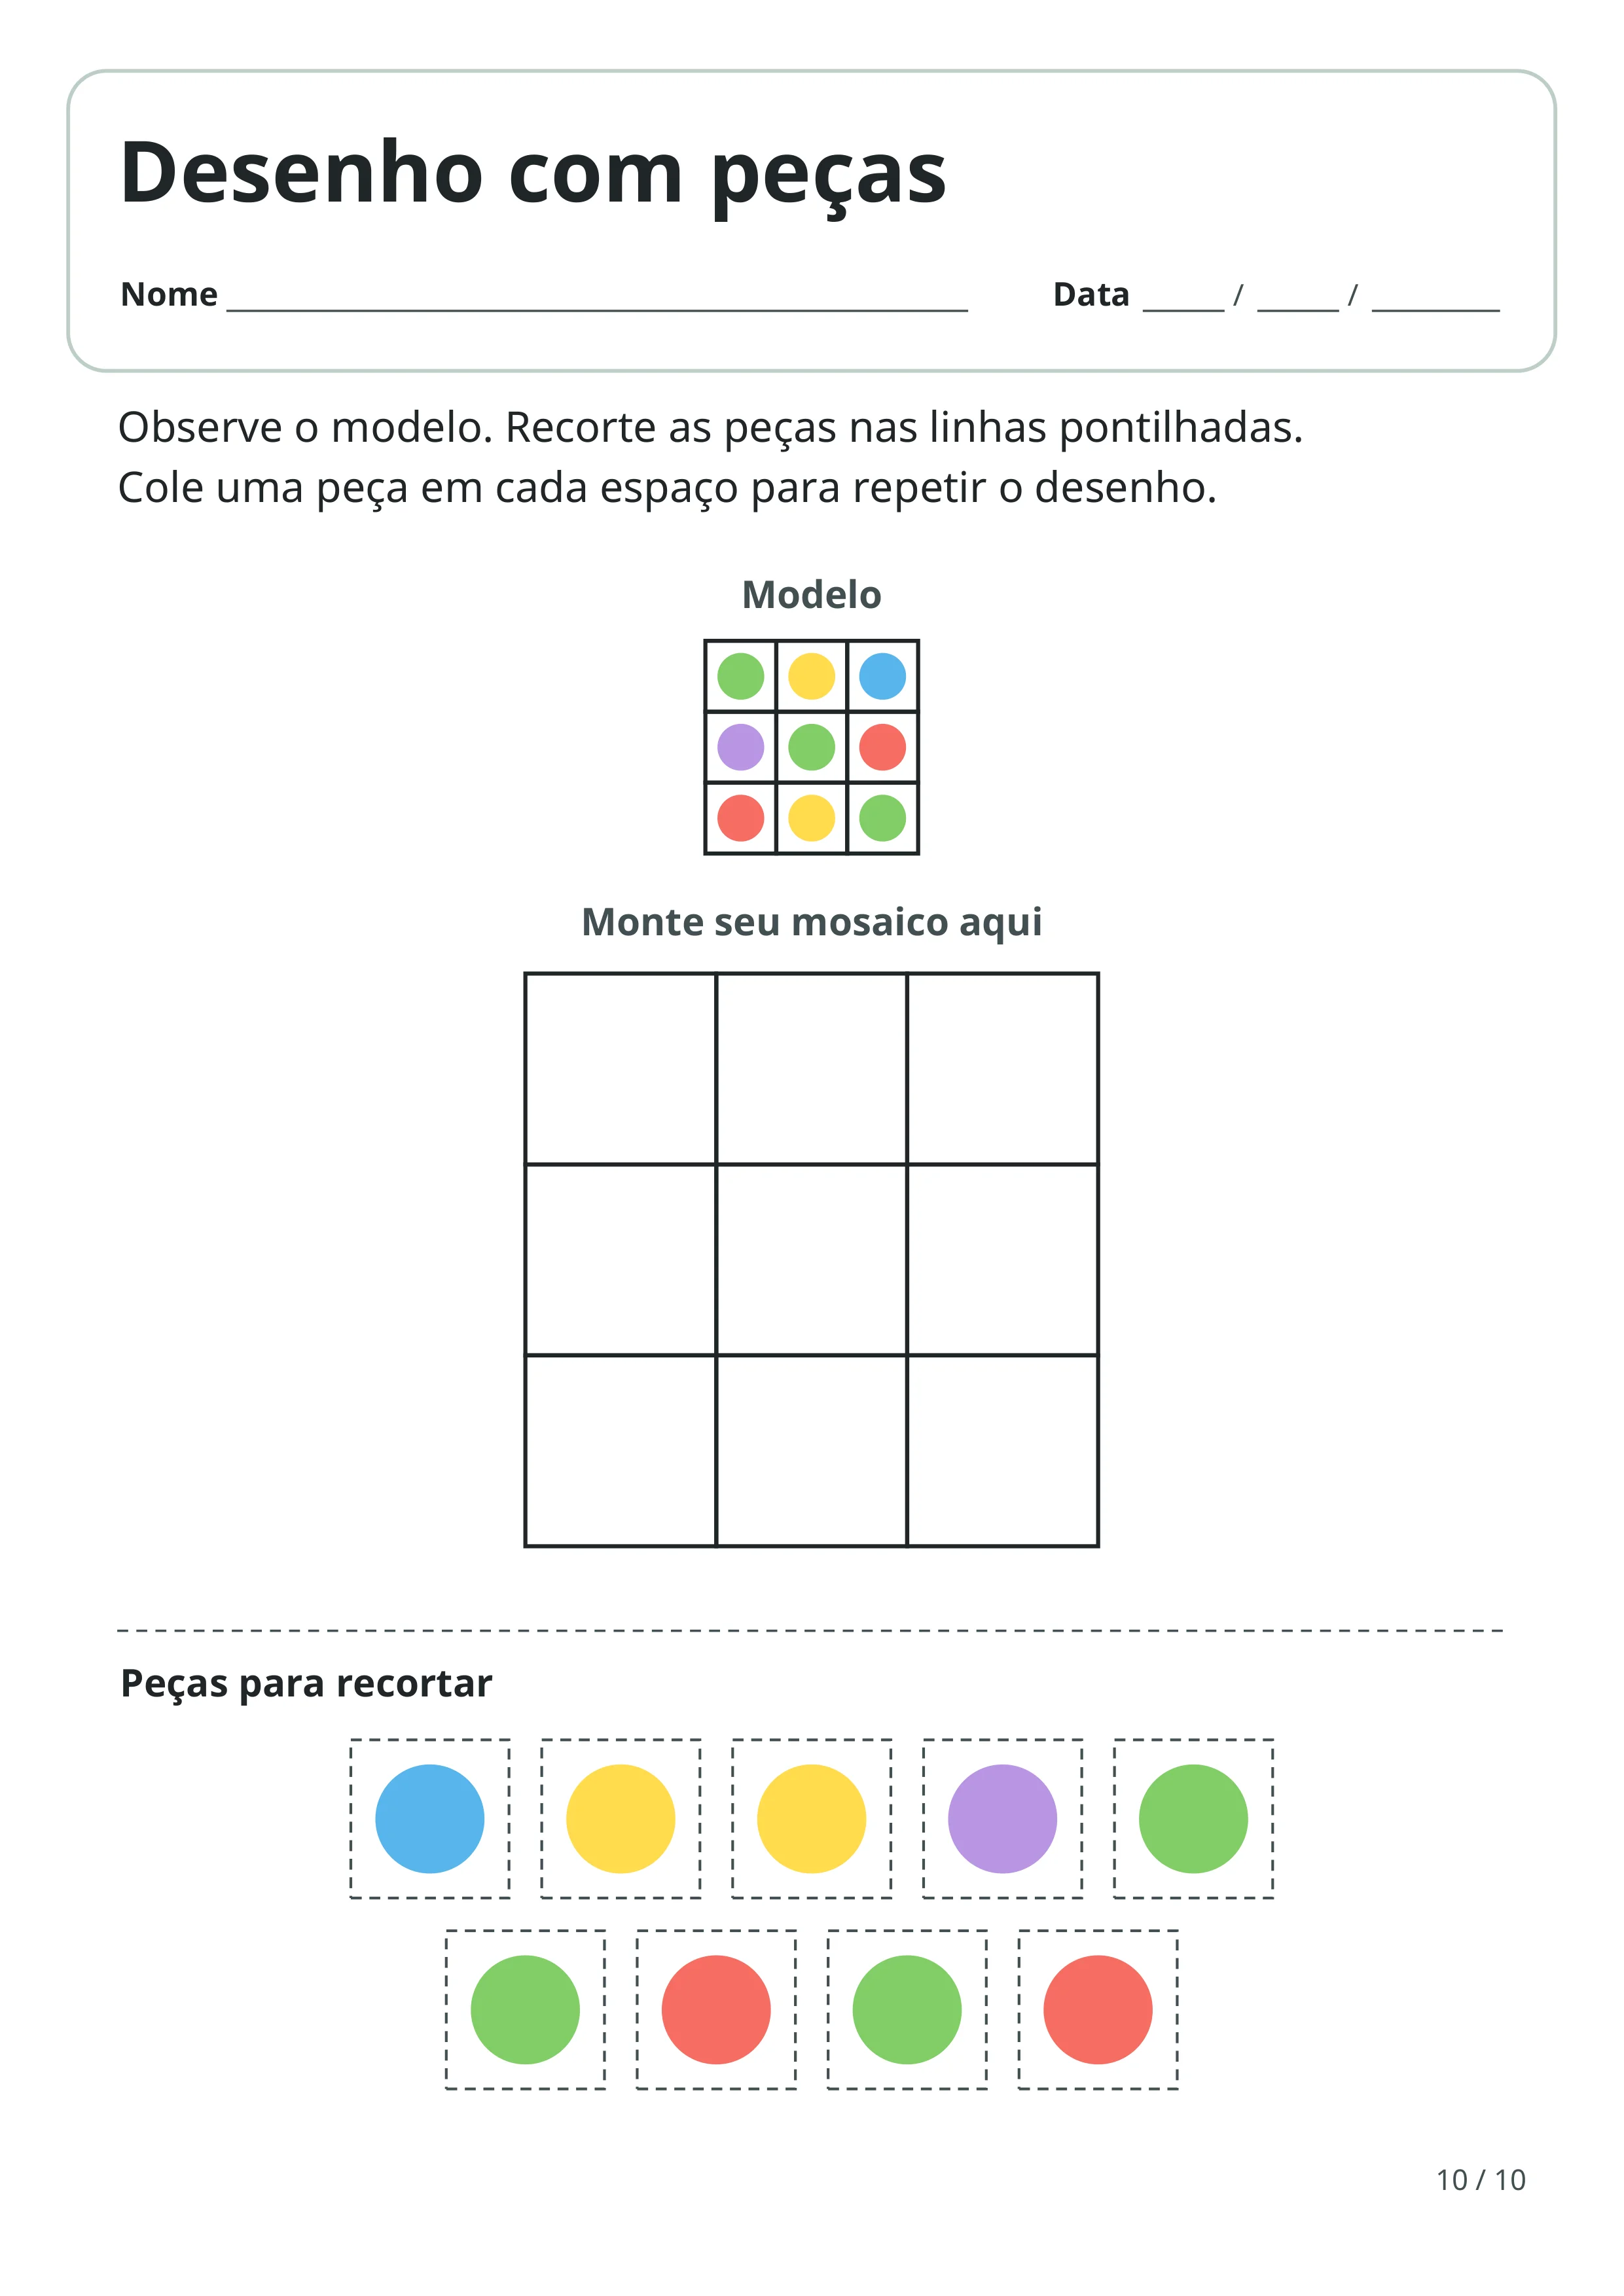 Desenho com peças
Nome Data / /
Observe o modelo. Recorte as peças nas linhas pontilhadas.
Cole uma peça em cada espaço para repetir o desenho.
Modelo
Monte seu mosaico aqui
Peças para recortar
10 / 10